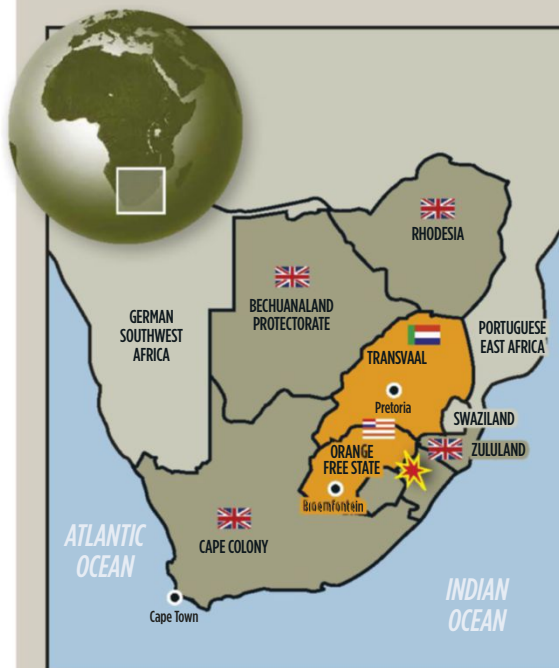 RHODESIA
BECHUANALAND
PROTECTORATE
GERMAN
SOUTHWEST
AFRICA
PORTUGUESE
EAST AFRICA
TRANSVAAL
Pretoria
SWAZILAND
ORANGE
FREE STATE
ZULULAND
Bloemfontein
ATLANTIC
OCEAN
CAPE COLONY
INDIAN
OCEAN
Cape Town